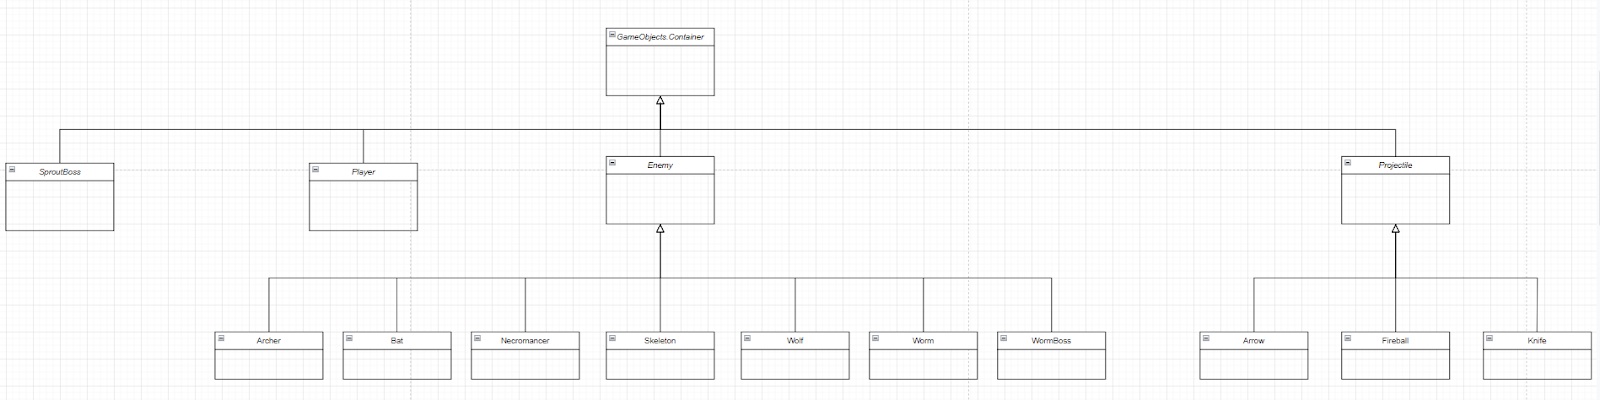 GameObjects.Container
SproutBoss
Player
Enemy
Projectile
Archer
Bat
Necromancer
Skeleton
Wolf
Worm
WormBoss
Arrow
Fireball
Knife